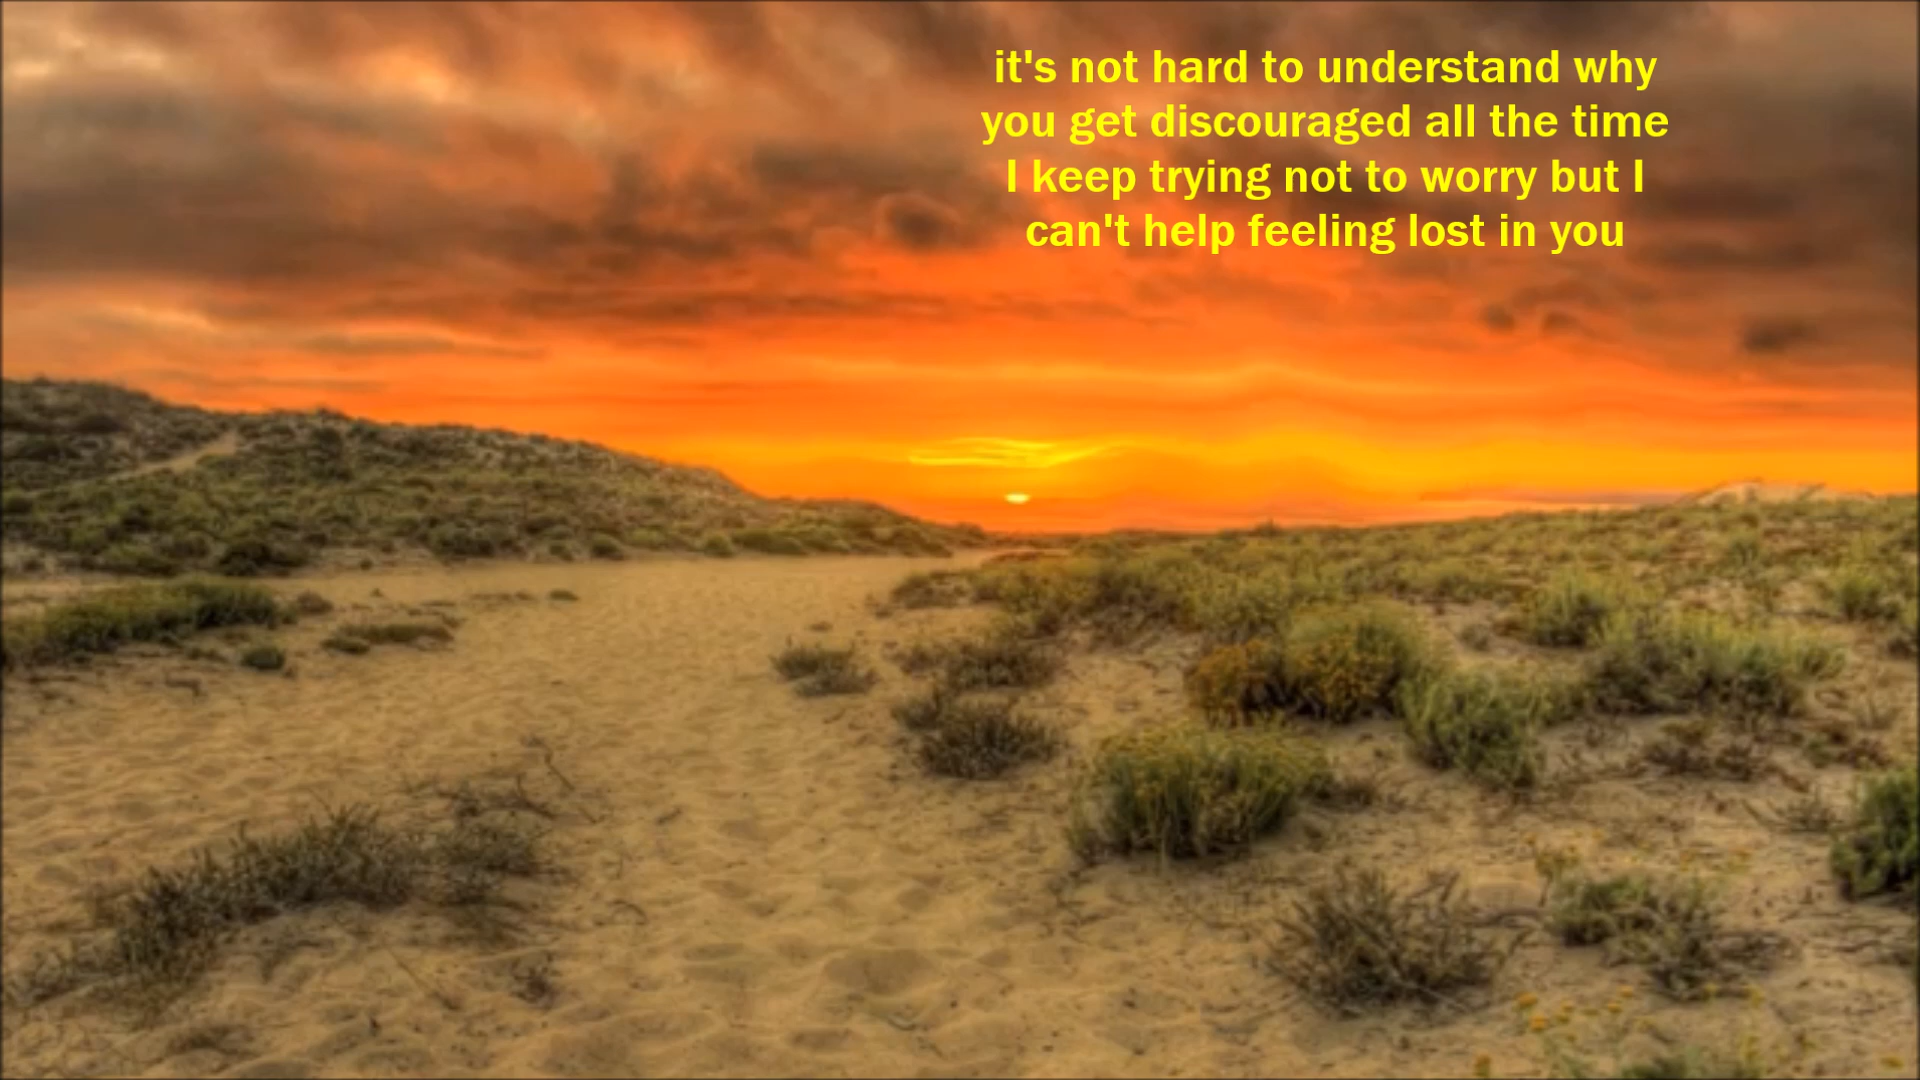 it's not hard to understand why
you get discouraged all the time
I keep trying not to worry but I
can't help feeling lost in you